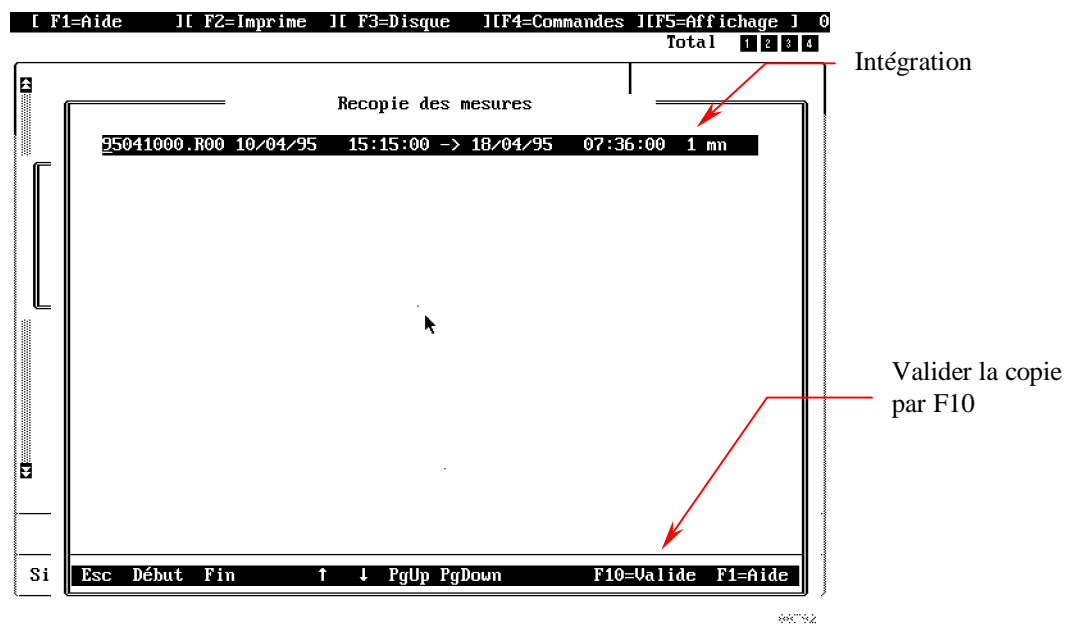 [ F1=Aide ][ F2=Imprime ][ F3=Disque ][F4=Commandes ][F5=Affichage ] 0
Total 1 2 3 4
Intégration
Recopie des mesures
95041000.R00 10/04/95 15:15:00 -> 18/04/95 07:36:00 1 mn
Valider la copie
par F10
Si Esc Début Fin ↑ ↓ PgUp PgDown F10=Valide F1=Aide